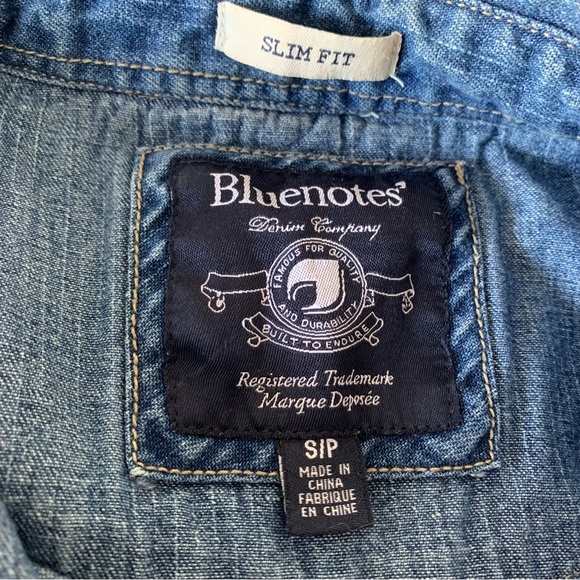 SLIM FIT
Bluenotes
Denim Company
FAMOUS FOR QUALITY
AND DURABILITY
BUILT TO ENDURE
Registered Trademark
Marque Deposée
S/P
MADE IN
CHINA
FABRIQUE
EN CHINE